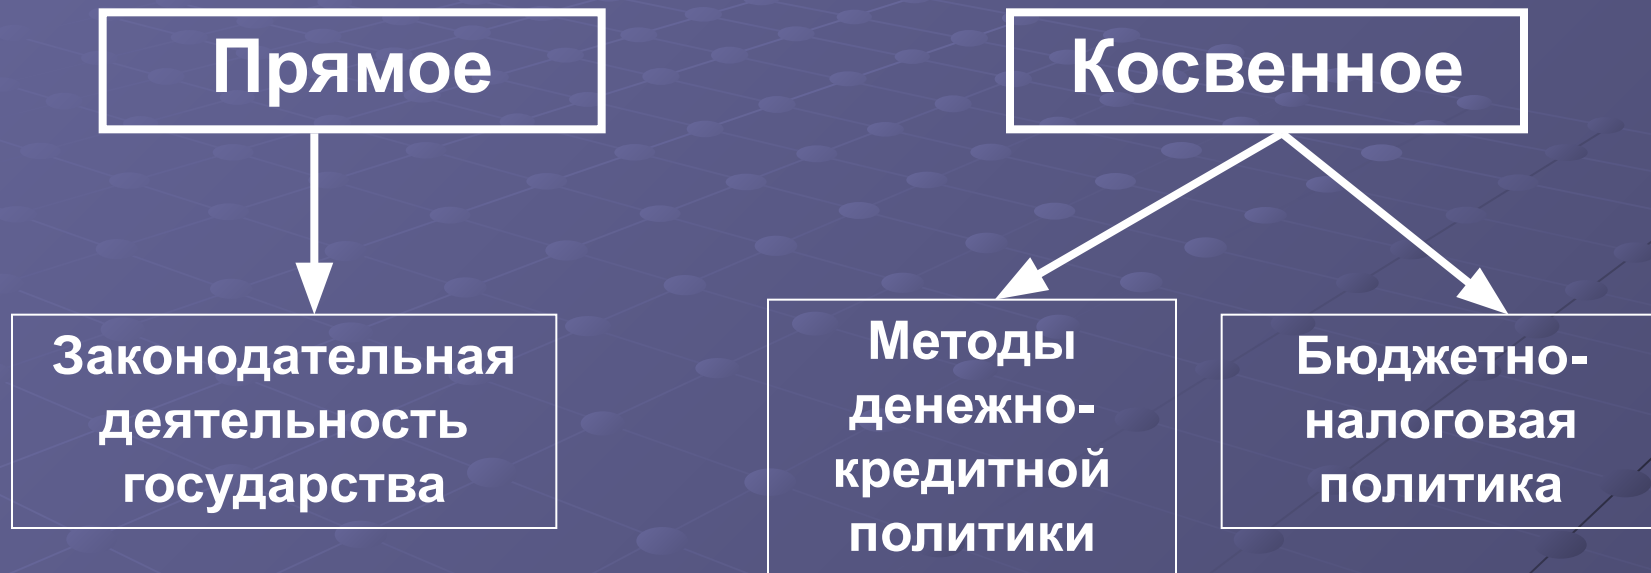 Прямое
Косвенное
Законодательная
деятельность
государства
Методы
денежно-
кредитной
политики
Бюджетно-
налоговая
политика